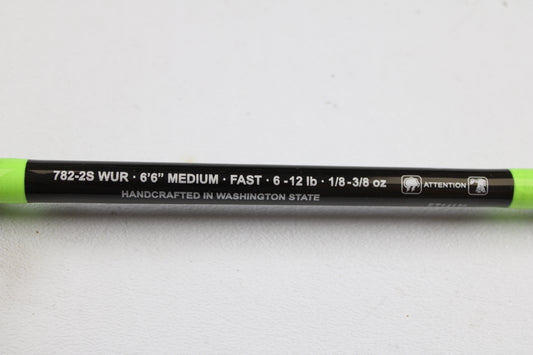 782-2S WUR · 6’6” MEDIUM · FAST · 6 -12 lb · 1/8 -3/8 oz ATTENTION
HANDCRAFTED IN WASHINGTON STATE